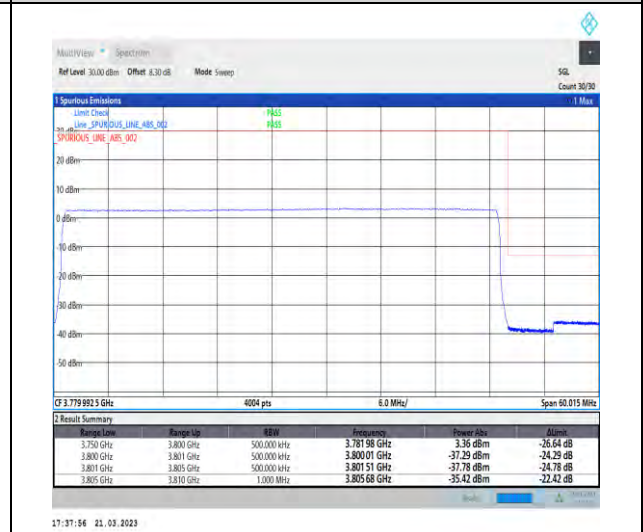 MultiView Spectrum
Ref Level 30.00 dBm Offset 8.30 dB Mode Sweep SGL
Count 30/30
1 Spurious Emissions 1 Max
Limit Check PASS
Line _SPURIOUS_LINE_ABS_002 PASS
_SPURIOUS_LINE_ABS_002
20 dBm
10 dBm
0 dBm
-10 dBm
-20 dBm
-30 dBm
-40 dBm
-50 dBm
CF 3.779 992 5 GHz 4004 pts 6.0 MHz/ Span 60.015 MHz
2 Result Summary
Range Low Range Up RBW Frequency Power Abs ΔLimit
3.750 GHz 3.800 GHz 500.000 kHz 3.781 98 GHz 3.36 dBm -26.64 dB
3.800 GHz 3.801 GHz 500.000 kHz 3.800 01 GHz -37.29 dBm -24.29 dB
3.801 GHz 3.805 GHz 500.000 kHz 3.801 51 GHz -37.78 dBm -24.78 dB
3.805 GHz 3.810 GHz 1.000 MHz 3.805 68 GHz -35.42 dBm -22.42 dB
17:37:56 21.03.2023